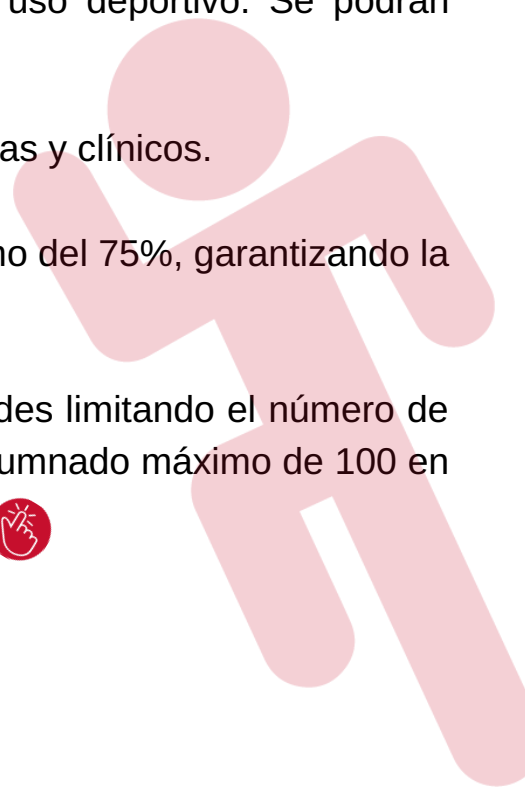 uso deportivo. Se podrán
as y clínicos.
del 75%, garantizando la
des limitando el número de
umnado máximo de 100 en